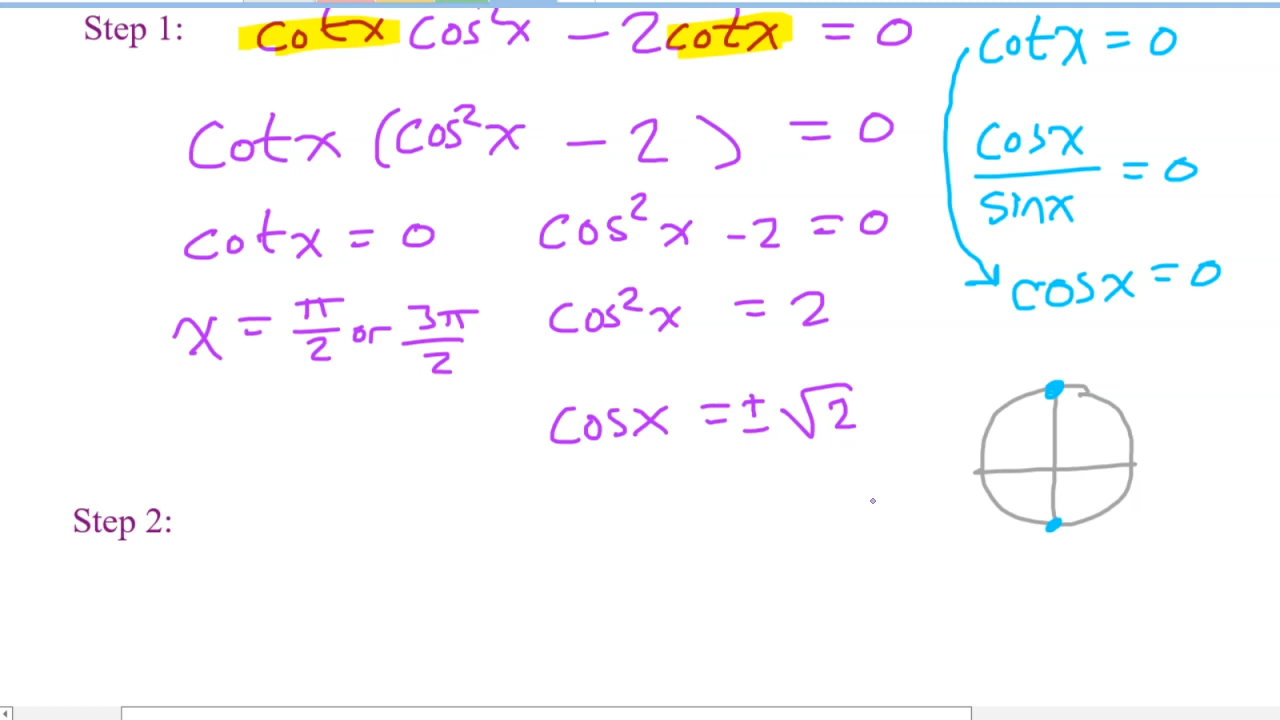 Step 1: cotx cos²x - 2cotx = 0
cotx (cos²x - 2) = 0
cotx = 0 cos²x - 2 = 0
x = π/2 or 3π/2 cos²x = 2
cosx = ± √2
Step 2:
cotx = 0
cosx/sinx = 0
cosx = 0